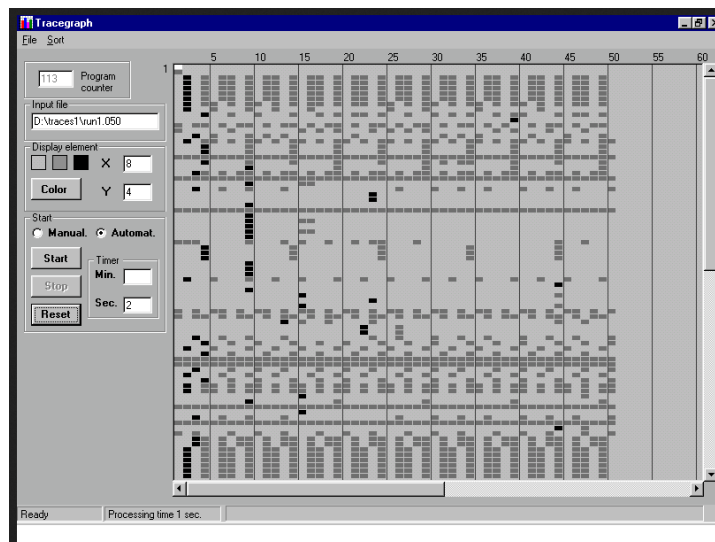 Tracegraph
File Sort
5 10 15 20 25 30 35 40 45 50 55 60
1
113 Program
counter
Input file
D:\traces1\run1.050
Display element
X 8
Color Y 4
Start
Manual. Automat.
Start Timer
Min.
Stop
Sec. 2
Reset
Ready Processing time 1 sec.